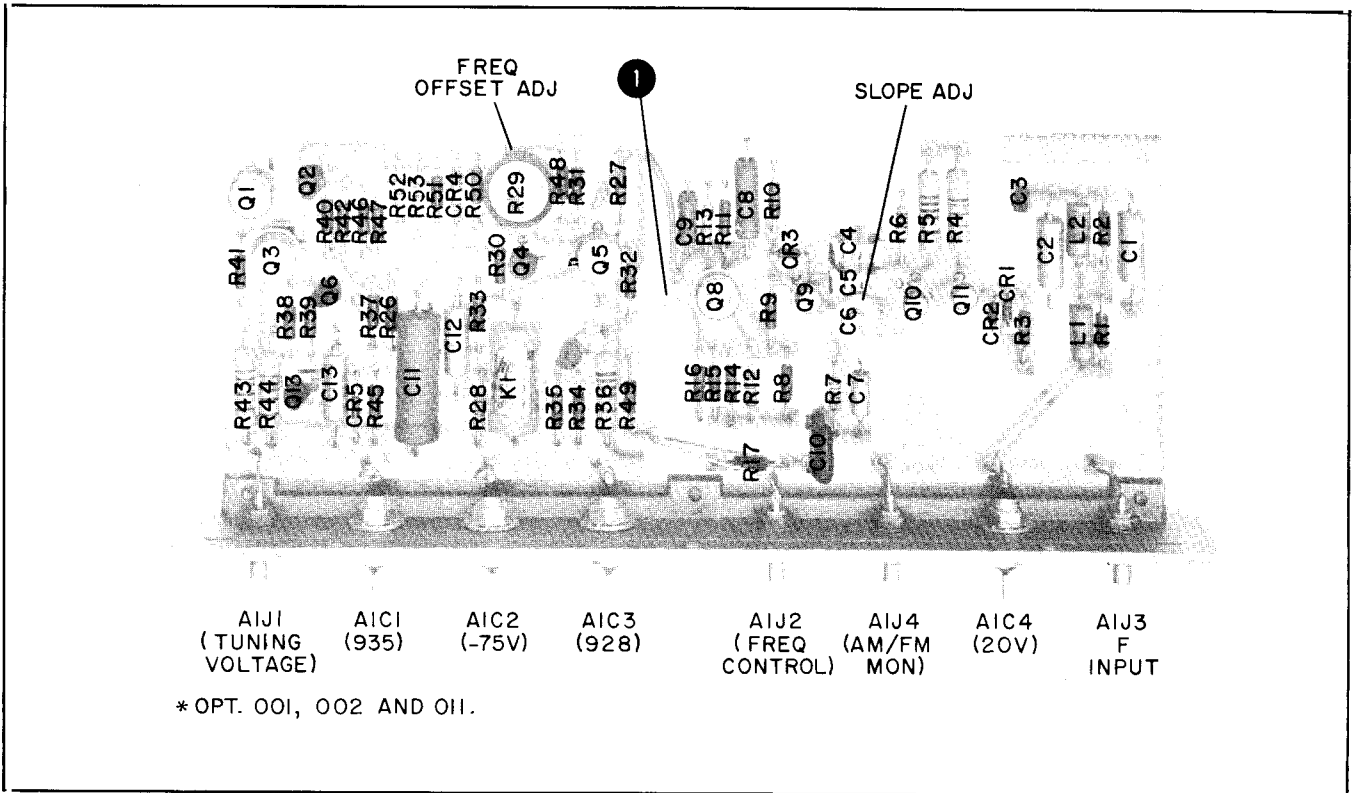 FREQ
OFFSET ADJ
1
SLOPE ADJ
Q1
Q2
R40
R42
R46
R47
R52
R53
R51
CR4
R50
R29
R48
R31
R27
C9
R13
R11
C8
R10
R6
R5
R4
C3
C2
L2
R2
C1
R41
Q3
R30
Q4
Q5
R32
CR3
C4
R38
R39
Q6
R37
R26
C12
R33
Q8
R9
Q9
C5
C6
Q10
Q11
CR2
CR1
R3
L1
R1
R43
R44
Q13
C13
CR5
R45
C11
R28
K1
R35
R34
R36
R49
R16
R15
R14
R12
R8
R7
C7
R17
C10
A1J1
(TUNING
VOLTAGE)
A1C1
(935)
A1C2
(-75V)
A1C3
(928)
A1J2
(FREQ
CONTROL)
A1J4
(AM/FM
MON)
A1C4
(20V)
A1J3
F
INPUT
* OPT. 001, 002 AND 011.